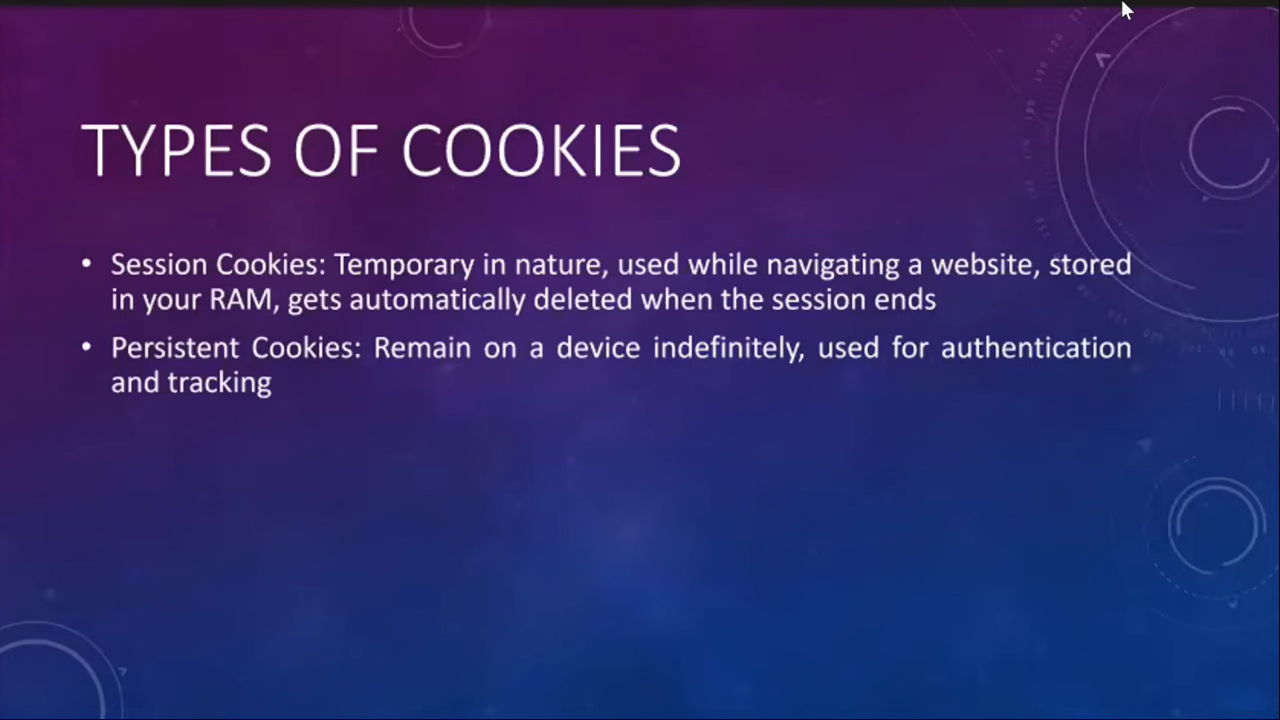 TYPES OF COOKIES
• Session Cookies: Temporary in nature, used while navigating a website, stored
in your RAM, gets automatically deleted when the session ends
• Persistent Cookies: Remain on a device indefinitely, used for authentication
and tracking